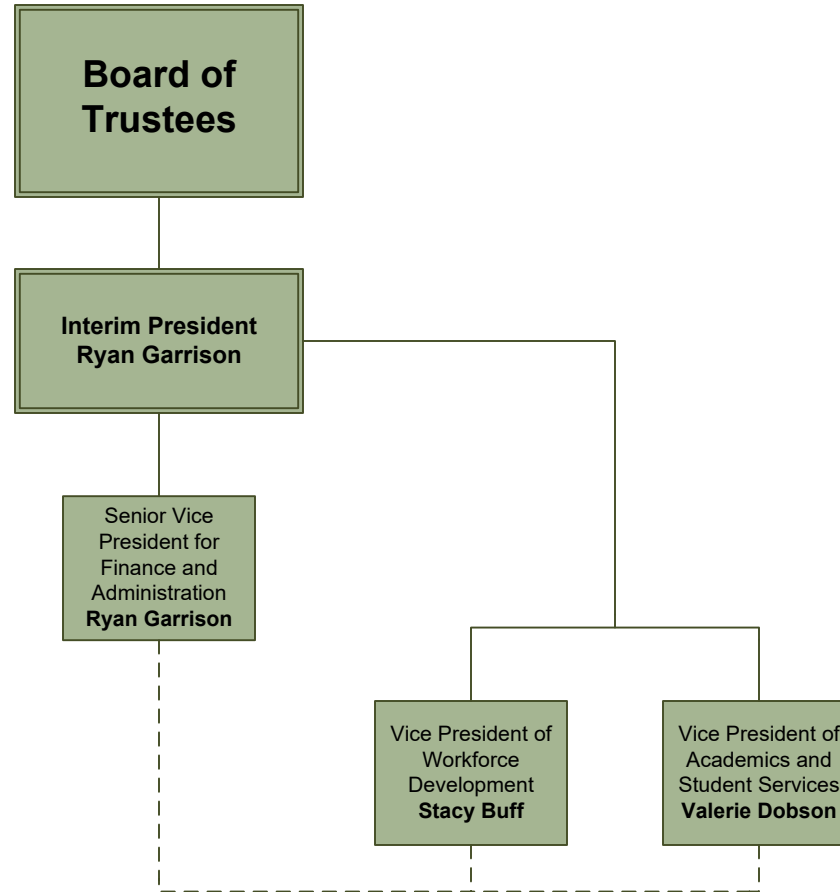 Board of
Trustees
Interim President
Ryan Garrison
Senior Vice
President for
Finance and
Administration
Ryan Garrison
Vice President of
Workforce
Development
Stacy Buff
Vice President of
Academics and
Student Services
Valerie Dobson